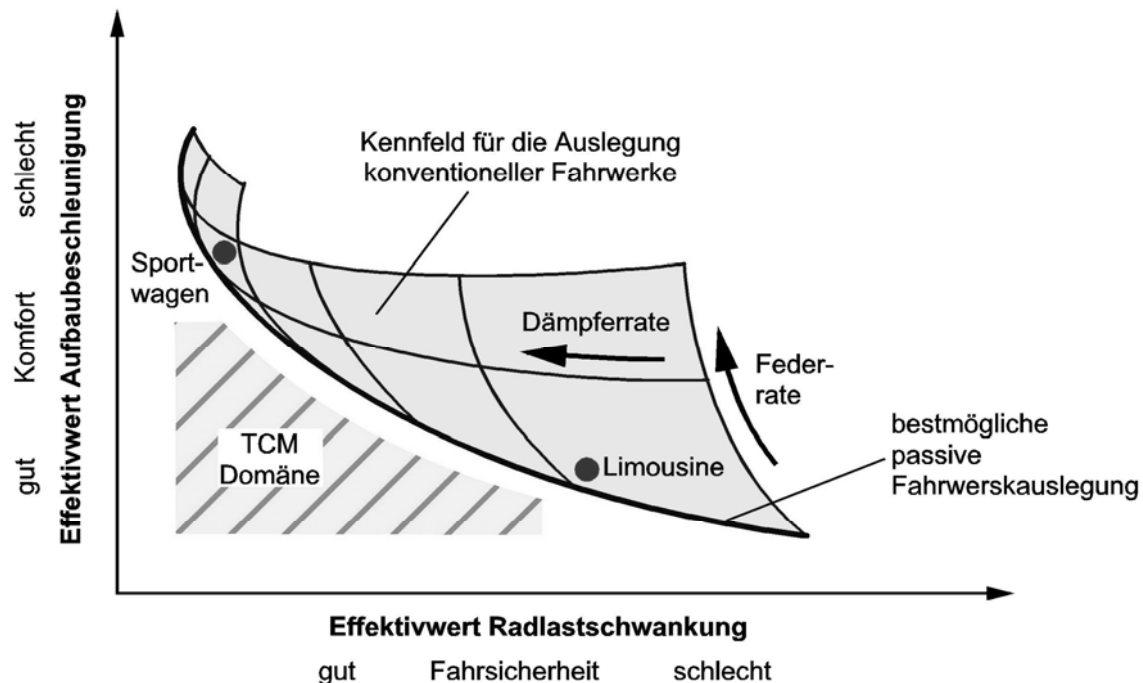 Effektivwert Aufbaubeschleunigung
gut Komfort schlecht
Kennfeld für die Auslegung
konventioneller Fahrwerke
Sport-
wagen
Dämpferrate
Feder-
rate
TCM
Domäne
Limousine
bestmögliche
passive
Fahrwerskauslegung
Effektivwert Radlastschwankung
gut Fahrsicherheit schlecht